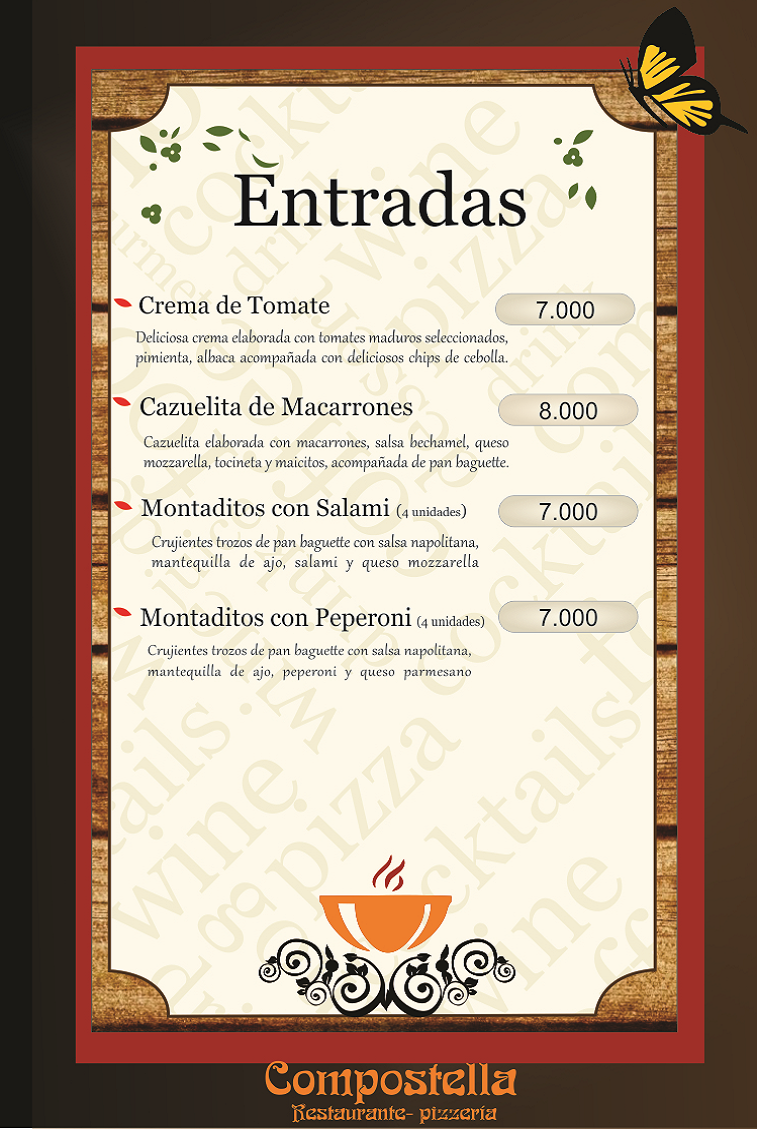 Entradas
Crema de Tomate 7.000
Deliciosa crema elaborada con tomates maduros seleccionados,
pimienta, albaca acompañada con deliciosos chips de cebolla.
Cazuelita de Macarrones 8.000
Cazuelita elaborada con macarrones, salsa bechamel, queso
mozzarella, tocineta y maicitos, acompañada de pan baguette.
Montaditos con Salami (4 unidades) 7.000
Crujientes trozos de pan baguette con salsa napolitana,
mantequilla de ajo, salami y queso mozzarella
Montaditos con Peperoni (4 unidades) 7.000
Crujientes trozos de pan baguette con salsa napolitana,
mantequilla de ajo, peperoni y queso parmesano
Compostella
Restaurante- pizzería